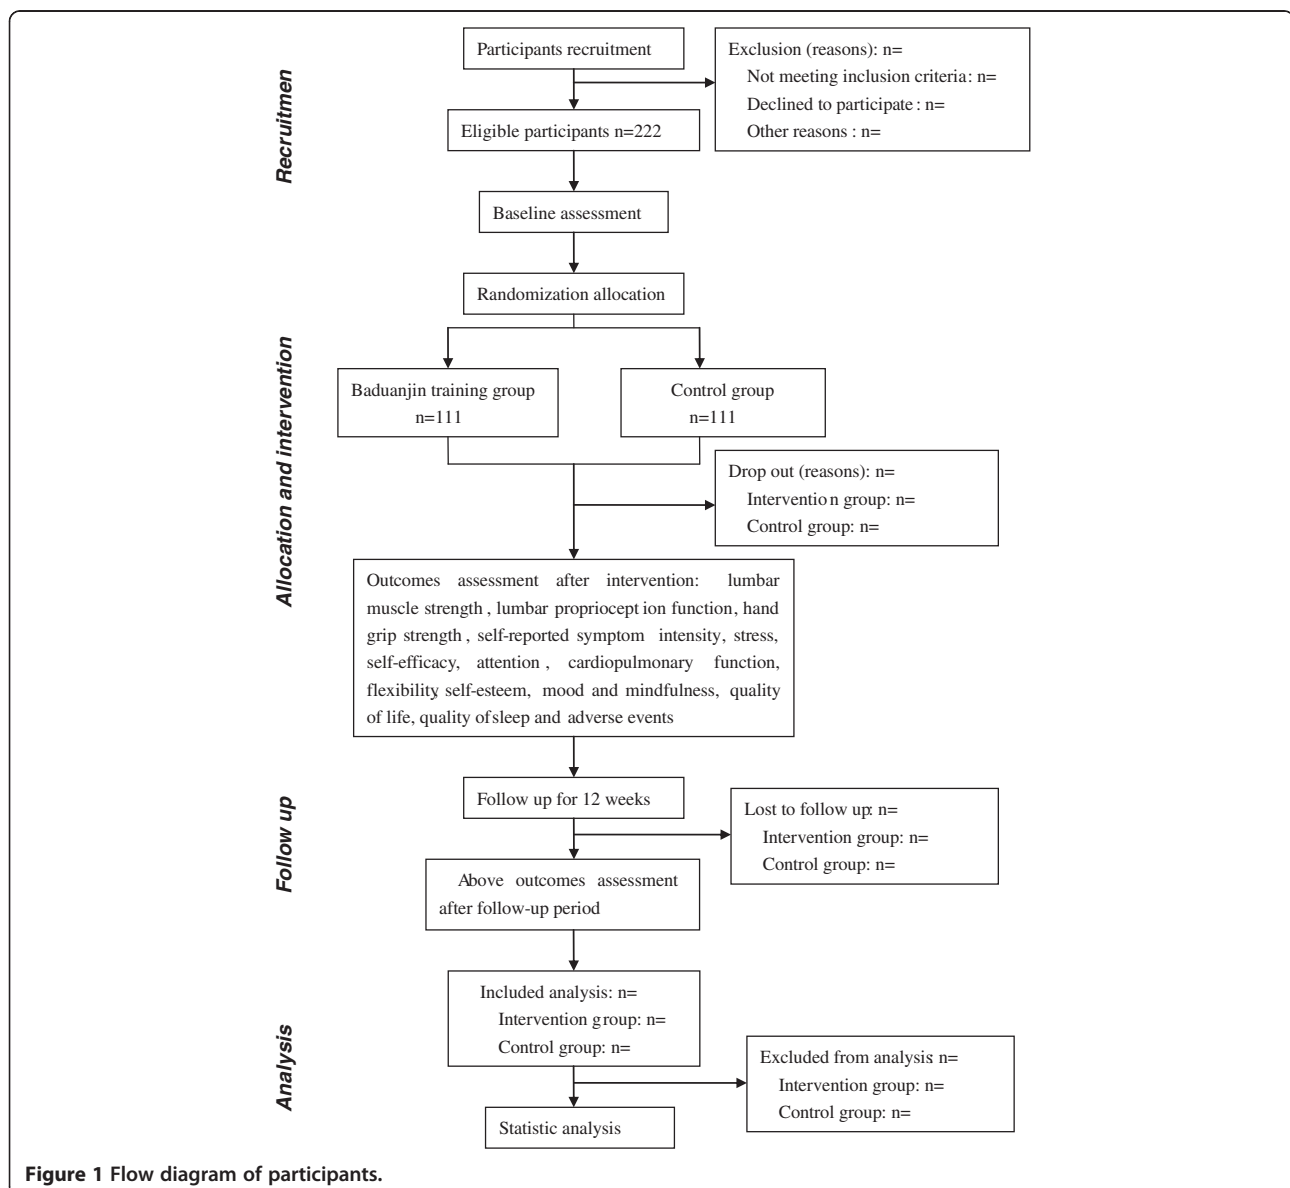 Recruitmen
Participants recruitment
Exclusion (reasons): n=
Not meeting inclusion criteria: n=
Declined to participate: n=
Other reasons: n=
Eligible participants n=222
Baseline assessment
Randomization allocation
Allocation and intervention
Baduanjin training group
n=111
Control group
n=111
Drop out (reasons): n=
Intervention group: n=
Control group: n=
Outcomes assessment after intervention: lumbar
muscle strength, lumbar proprioception function, hand
grip strength, self-reported symptom intensity, stress,
self-efficacy, attention, cardiopulmonary function,
flexibility, self-esteem, mood and mindfulness, quality
of life, quality of sleep and adverse events
Follow up
Follow up for 12 weeks
Lost to follow up: n=
Intervention group: n=
Control group: n=
Above outcomes assessment
after follow-up period
Analysis
Included analysis: n=
Intervention group: n=
Control group: n=
Excluded from analysis: n=
Intervention group: n=
Control group: n=
Statistic analysis
Figure 1 Flow diagram of participants.